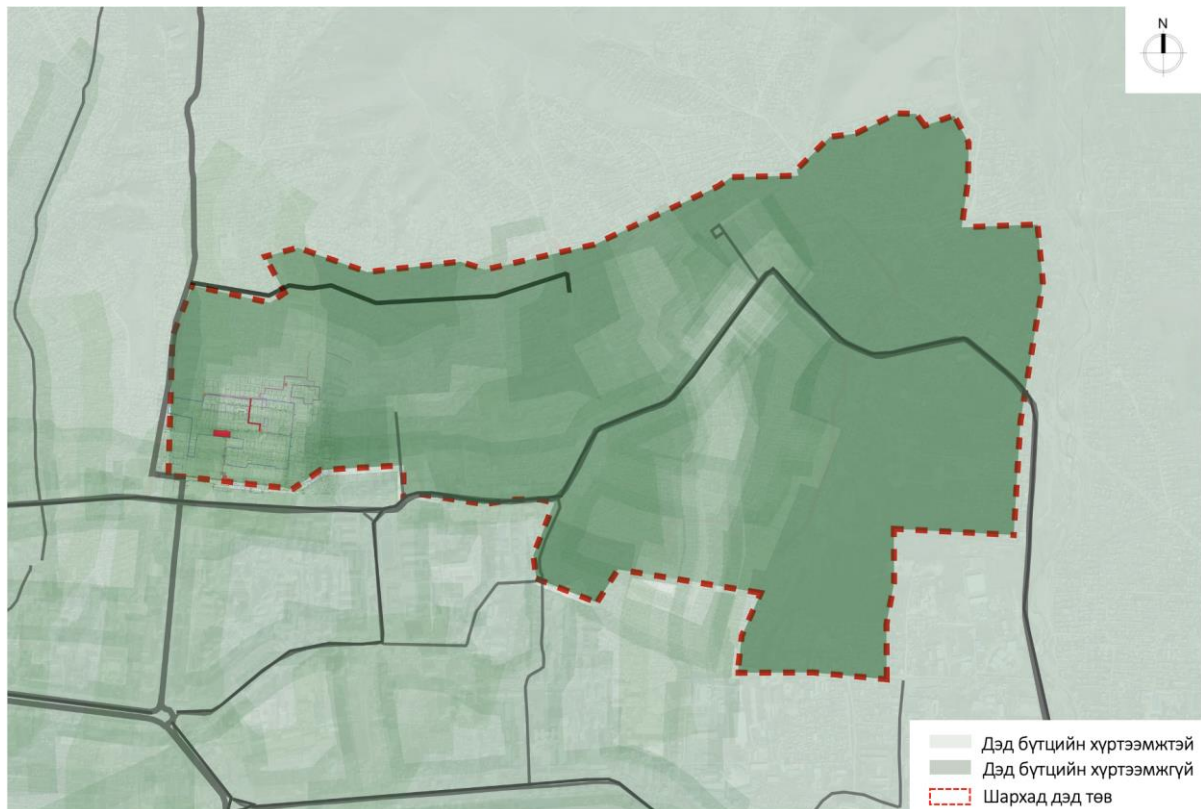 N
Дэд бүтцийн хүртээмжтэй
Дэд бүтцийн хүртээмжгүй
Шархад дэд төв